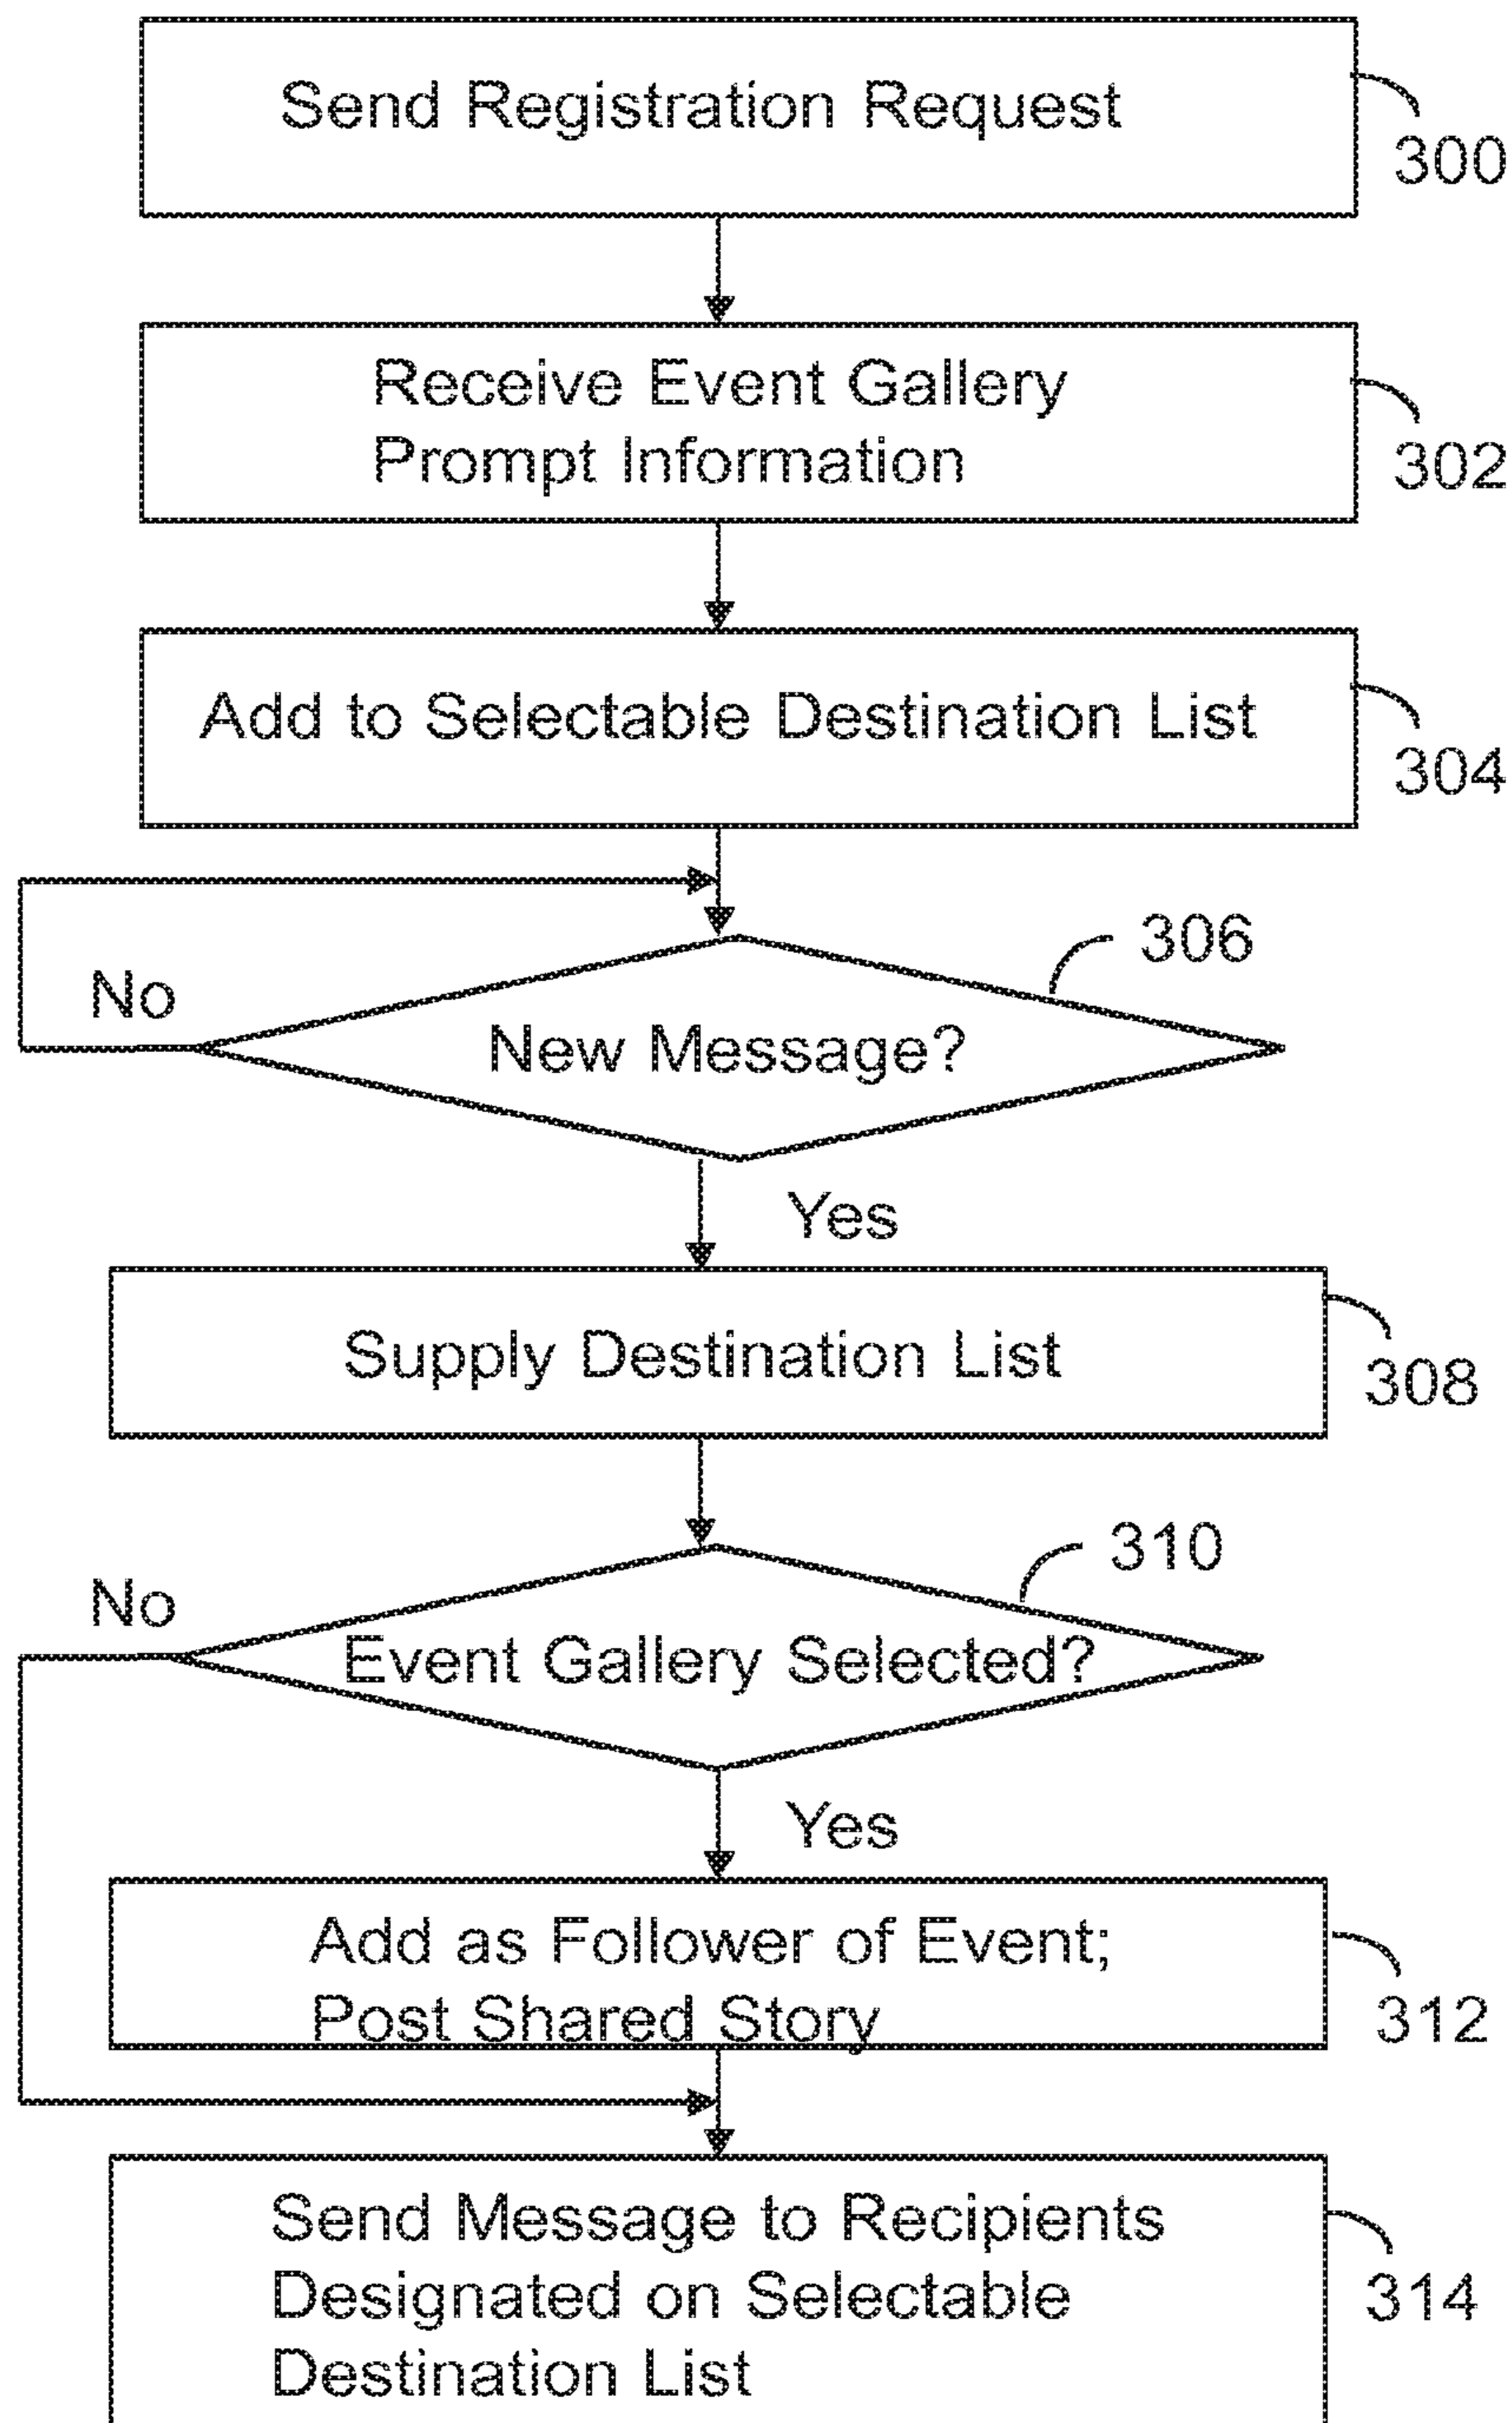 Send Registration Request
300
Receive Event Gallery
Prompt Information
302
Add to Selectable Destination List
304
306
No
New Message?
Yes
Supply Destination List
308
310
No
Event Gallery Selected?
Yes
Add as Follower of Event;
Post Shared Story
312
Send Message to Recipients
Designated on Selectable
Destination List
314